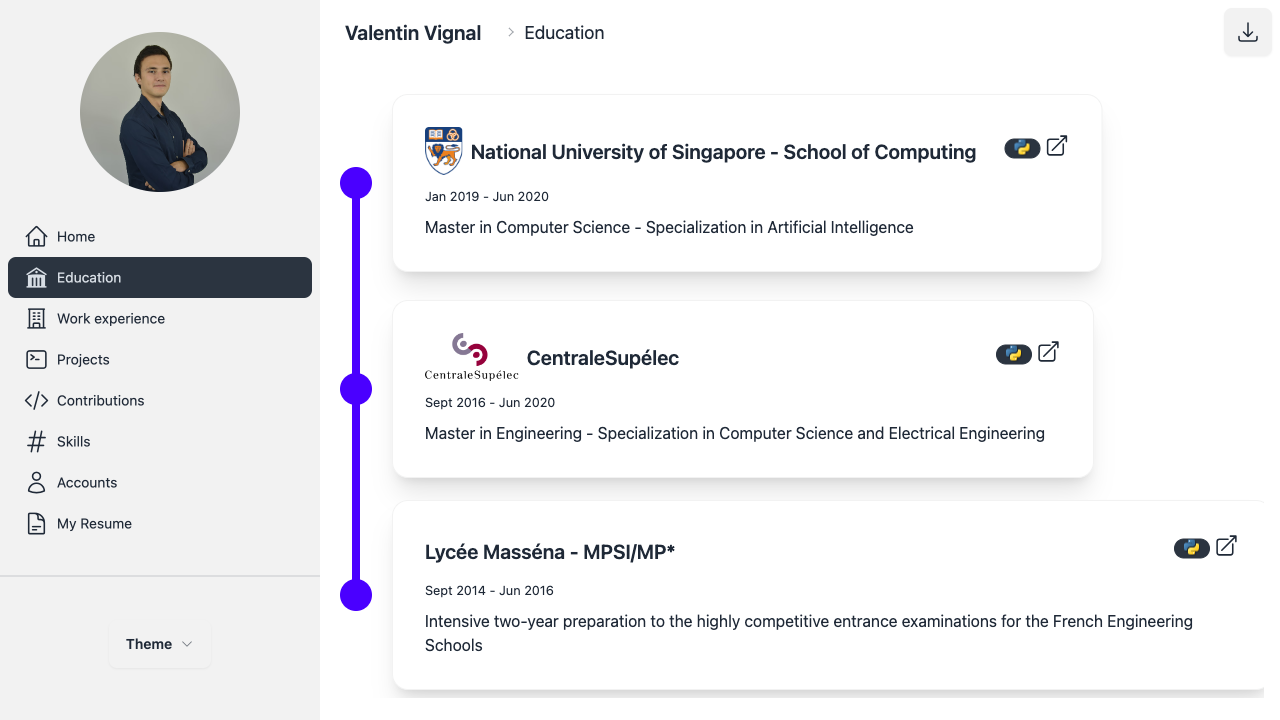 Valentin Vignal
Education
Home
Education
Work experience
Projects
Contributions
Skills
Accounts
My Resume
Theme
National University of Singapore - School of Computing
Jan 2019 - Jun 2020
Master in Computer Science - Specialization in Artificial Intelligence
CentraleSupélec
CentraleSupélec
Sept 2016 - Jun 2020
Master in Engineering - Specialization in Computer Science and Electrical Engineering
Lycée Masséna - MPSI/MP*
Sept 2014 - Jun 2016
Intensive two-year preparation to the highly competitive entrance examinations for the French Engineering
Schools